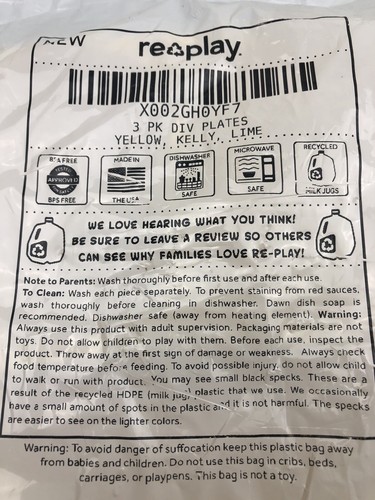 NEW
re play.
X002GH0YF7
3 PK DIV PLATES
YELLOW, KELLY, LIME
BPA FREE
TESTED
APPROVED
BPS FREE
MADE IN
THE USA
DISHWASHER
SAFE
MICROWAVE
SAFE
RECYCLED
MILK JUGS
WE LOVE HEARING WHAT YOU THINK!
BE SURE TO LEAVE A REVIEW SO OTHERS
CAN SEE WHY FAMILIES LOVE RE-PLAY!
Note to Parents: Wash thoroughly before first use and after each use.
To Clean: Wash each piece separately. To prevent staining from red sauces,
wash thoroughly before cleaning in dishwasher. Dawn dish soap is
recommended. Dishwasher safe (away from heating element). Warning:
Always use this product with adult supervision. Packaging materials are not
toys. Do not allow children to play with them. Before each use, inspect the
product. Throw away at the first sign of damage or weakness. Always check
food temperature before feeding. To avoid possible injury, do not allow child
to walk or run with product. You may see small black specks. These are a
result of the recycled HDPE (milk jug) plastic that we use. We occasionally
have a small amount of spots in the plastic and it is not harmful. The specks
are easier to see on the lighter colors.
Warning: To avoid danger of suffocation keep this plastic bag away
from babies and children. Do not use this bag in cribs, beds,
carriages, or playpens. This bag is not a toy.